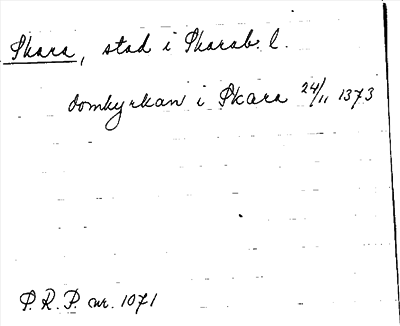 Skara, stad i Skarab. l.
domkyrkan i Skara 24/11 1373
P. R. P. nr. 1071